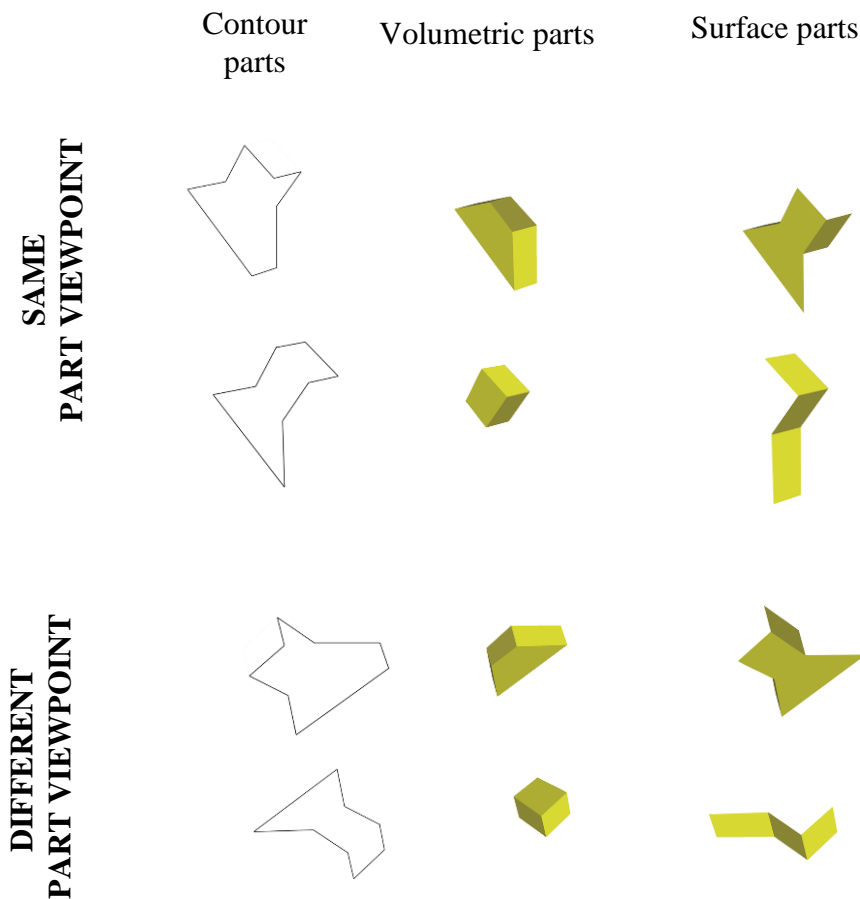 Contour
parts
Volumetric parts
Surface parts
SAME
PART VIEWPOINT
DIFFERENT
PART VIEWPOINT